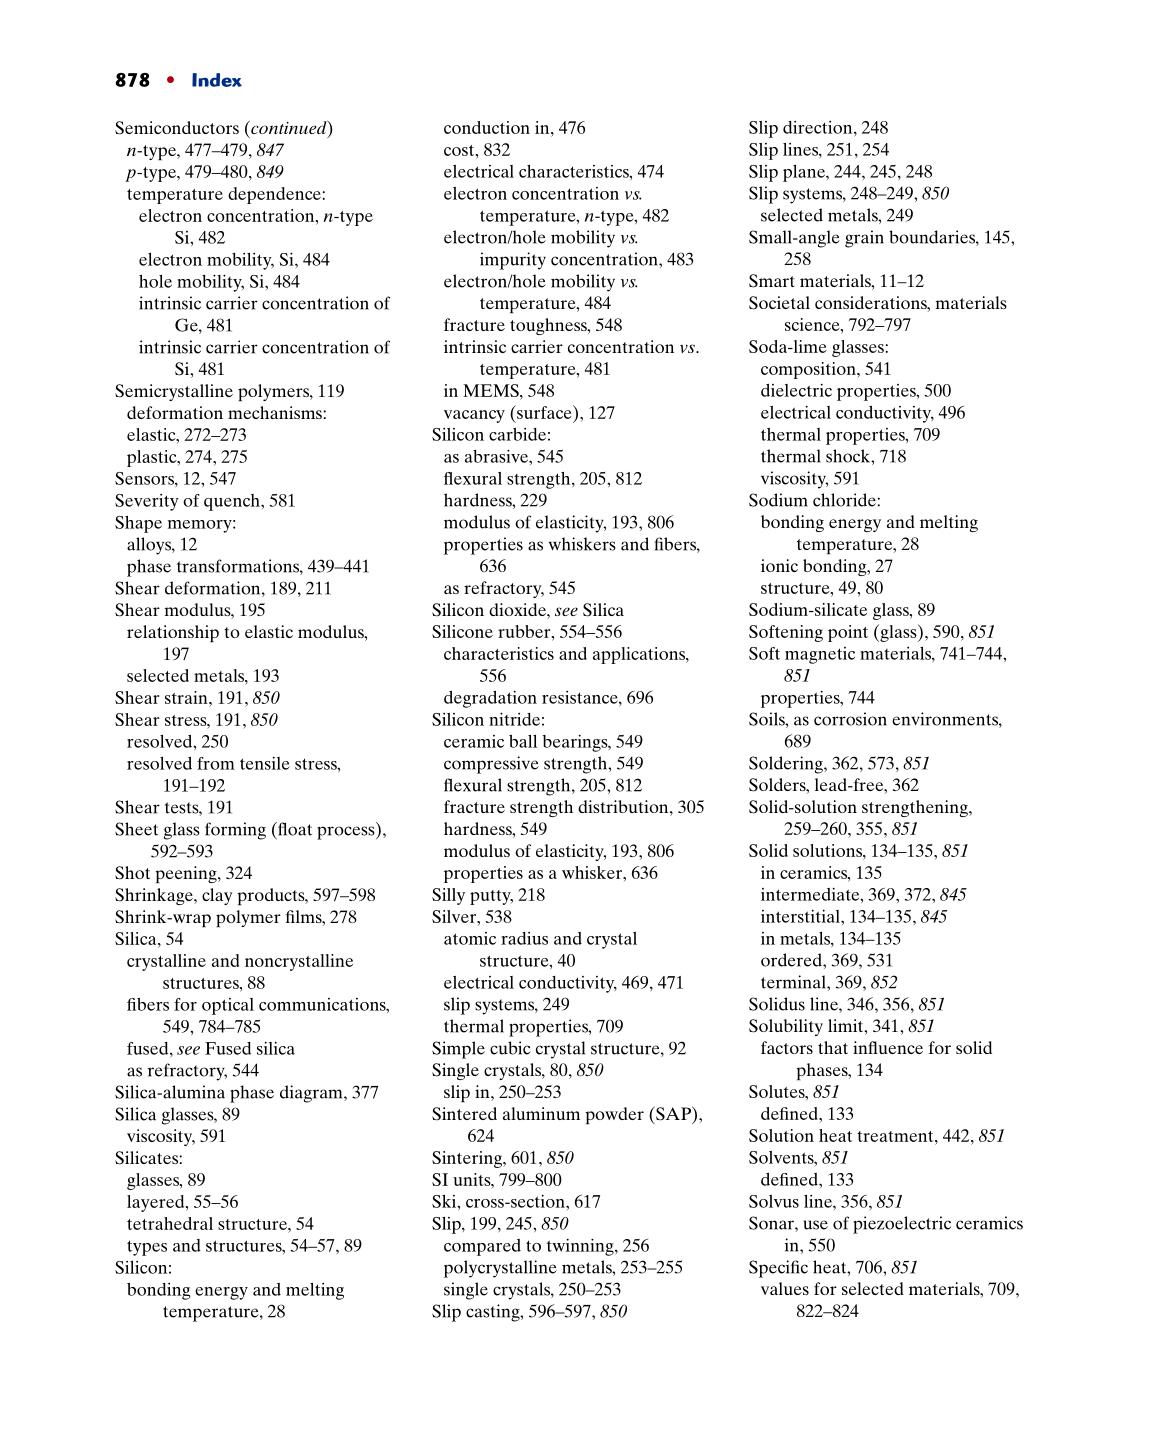 878 • Index
Semiconductors (continued)
n-type, 477–479, 847
p-type, 479–480, 849
temperature dependence:
electron concentration, n-type
Si, 482
electron mobility, Si, 484
hole mobility, Si, 484
intrinsic carrier concentration of
Ge, 481
intrinsic carrier concentration of
Si, 481
Semicrystalline polymers, 119
deformation mechanisms:
elastic, 272–273
plastic, 274, 275
Sensors, 12, 547
Severity of quench, 581
Shape memory:
alloys, 12
phase transformations, 439–441
Shear deformation, 189, 211
Shear modulus, 195
relationship to elastic modulus,
197
selected metals, 193
Shear strain, 191, 850
Shear stress, 191, 850
resolved, 250
resolved from tensile stress,
191–192
Shear tests, 191
Sheet glass forming (float process),
592–593
Shot peening, 324
Shrinkage, clay products, 597–598
Shrink-wrap polymer films, 278
Silica, 54
crystalline and noncrystalline
structures, 88
fibers for optical communications,
549, 784–785
fused, see Fused silica
as refractory, 544
Silica-alumina phase diagram, 377
Silica glasses, 89
viscosity, 591
Silicates:
glasses, 89
layered, 55–56
tetrahedral structure, 54
types and structures, 54–57, 89
Silicon:
bonding energy and melting
temperature, 28
conduction in, 476
cost, 832
electrical characteristics, 474
electron concentration vs.
temperature, n-type, 482
electron/hole mobility vs.
impurity concentration, 483
electron/hole mobility vs.
temperature, 484
fracture toughness, 548
intrinsic carrier concentration vs.
temperature, 481
in MEMS, 548
vacancy (surface), 127
Silicon carbide:
as abrasive, 545
flexural strength, 205, 812
hardness, 229
modulus of elasticity, 193, 806
properties as whiskers and fibers,
636
as refractory, 545
Silicon dioxide, see Silica
Silicone rubber, 554–556
characteristics and applications,
556
degradation resistance, 696
Silicon nitride:
ceramic ball bearings, 549
compressive strength, 549
flexural strength, 205, 812
fracture strength distribution, 305
hardness, 549
modulus of elasticity, 193, 806
properties as a whisker, 636
Silly putty, 218
Silver, 538
atomic radius and crystal
structure, 40
electrical conductivity, 469, 471
slip systems, 249
thermal properties, 709
Simple cubic crystal structure, 92
Single crystals, 80, 850
slip in, 250–253
Sintered aluminum powder (SAP),
624
Sintering, 601, 850
SI units, 799–800
Ski, cross-section, 617
Slip, 199, 245, 850
compared to twinning, 256
polycrystalline metals, 253–255
single crystals, 250–253
Slip casting, 596–597, 850
Slip direction, 248
Slip lines, 251, 254
Slip plane, 244, 245, 248
Slip systems, 248–249, 850
selected metals, 249
Small-angle grain boundaries, 145,
258
Smart materials, 11–12
Societal considerations, materials
science, 792–797
Soda-lime glasses:
composition, 541
dielectric properties, 500
electrical conductivity, 496
thermal properties, 709
thermal shock, 718
viscosity, 591
Sodium chloride:
bonding energy and melting
temperature, 28
ionic bonding, 27
structure, 49, 80
Sodium-silicate glass, 89
Softening point (glass), 590, 851
Soft magnetic materials, 741–744,
851
properties, 744
Soils, as corrosion environments,
689
Soldering, 362, 573, 851
Solders, lead-free, 362
Solid-solution strengthening,
259–260, 355, 851
Solid solutions, 134–135, 851
in ceramics, 135
intermediate, 369, 372, 845
interstitial, 134–135, 845
in metals, 134–135
ordered, 369, 531
terminal, 369, 852
Solidus line, 346, 356, 851
Solubility limit, 341, 851
factors that influence for solid
phases, 134
Solutes, 851
defined, 133
Solution heat treatment, 442, 851
Solvents, 851
defined, 133
Solvus line, 356, 851
Sonar, use of piezoelectric ceramics
in, 550
Specific heat, 706, 851
values for selected materials, 709,
822–824